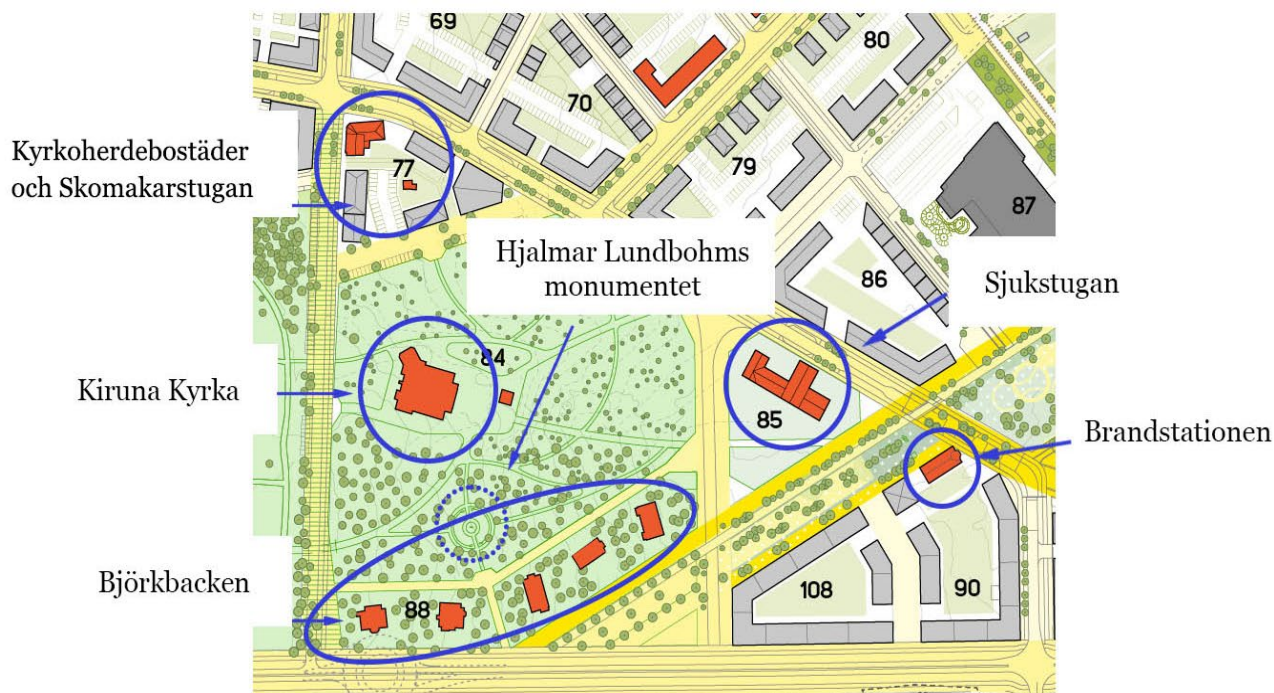 69
80
70
Kyrkoherdebostäder
och Skomakarstugan
77
79
87
Hjalmar Lundbohms
monumentet
86
Sjukstugan
84
Kiruna Kyrka
85
Brandstationen
Björkbacken
88
108
90